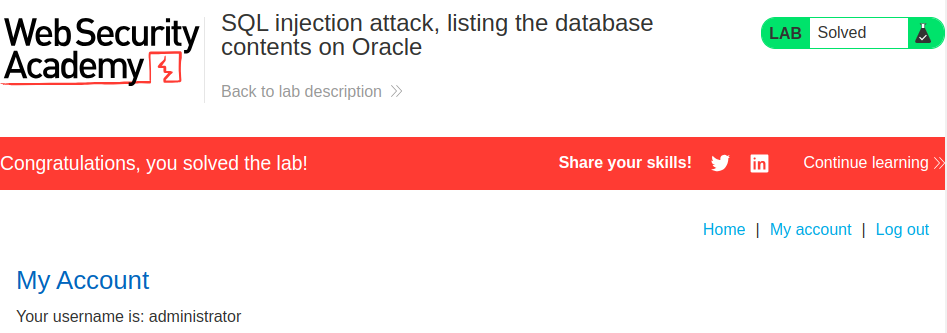 Web Security
Academy
SQL injection attack, listing the database
contents on Oracle
Back to lab description
LAB Solved
Congratulations, you solved the lab!
Share your skills!
Continue learning
Home | My account | Log out
My Account
Your username is: administrator